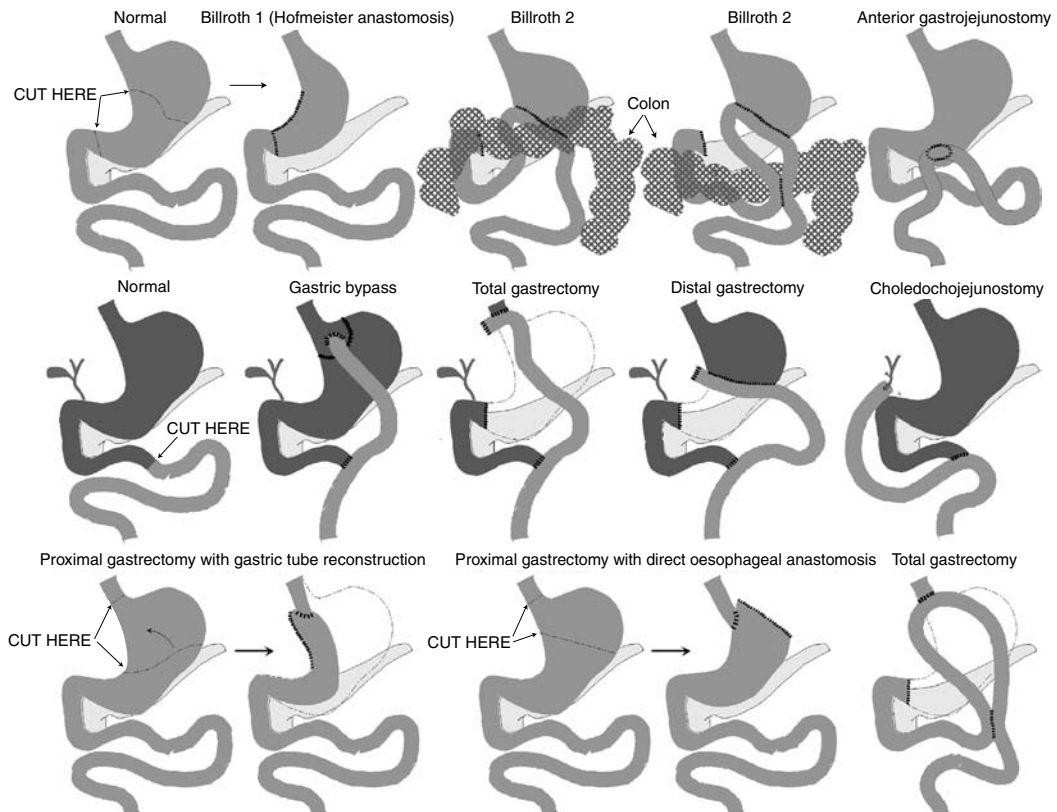 Normal
Billroth 1 (Hofmeister anastomosis)
Billroth 2
Billroth 2
Anterior gastrojejunostomy
CUT HERE
Colon
Normal
Gastric bypass
Total gastrectomy
Distal gastrectomy
Choledochojejunostomy
CUT HERE
Proximal gastrectomy with gastric tube reconstruction
Proximal gastrectomy with direct oesophageal anastomosis
Total gastrectomy
CUT HERE
CUT HERE